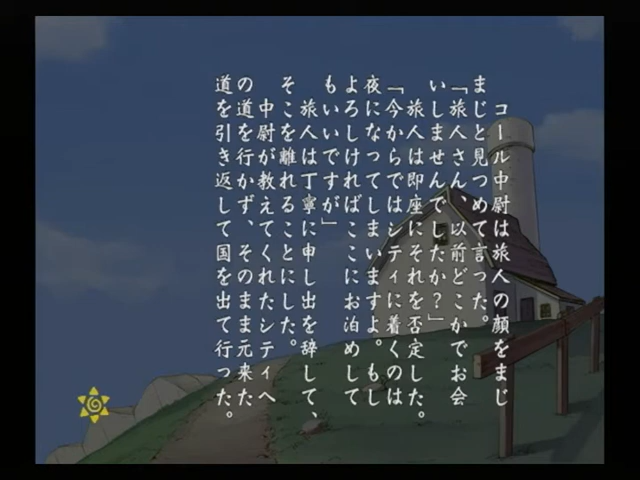 コール中尉は旅人の顔をまじ
まじと見つめて言った。
「旅人さん、以前どこかでお会
いしませんでしたか？」
旅人は即座にそれを否定した。
「今からではシティに着くのは
夜になってしまいますよ。もし
よろしければここにお泊めして
もいいですが」
旅人は丁寧に申し出を辞して、
そこを離れることにした。
中尉が教えてくれたシティへ
の道を行かず、そのまま元来た
道を引き返して国を出て行った。